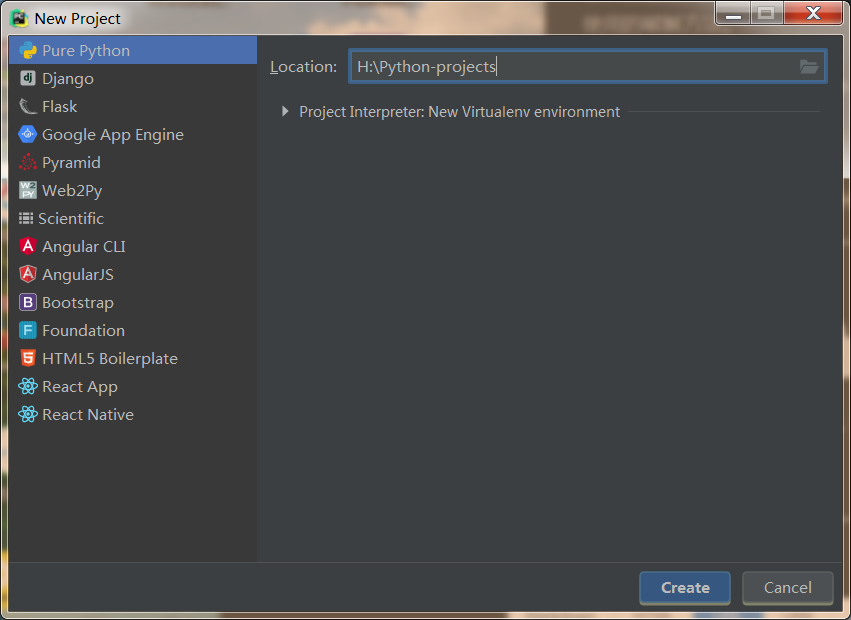 New Project
Pure Python
Django
Flask
Google App Engine
Pyramid
Web2Py
Scientific
Angular CLI
AngularJS
Bootstrap
Foundation
HTML5 Boilerplate
React App
React Native
Location: H:\Python-projects
Project Interpreter: New Virtualenv environment
Create
Cancel